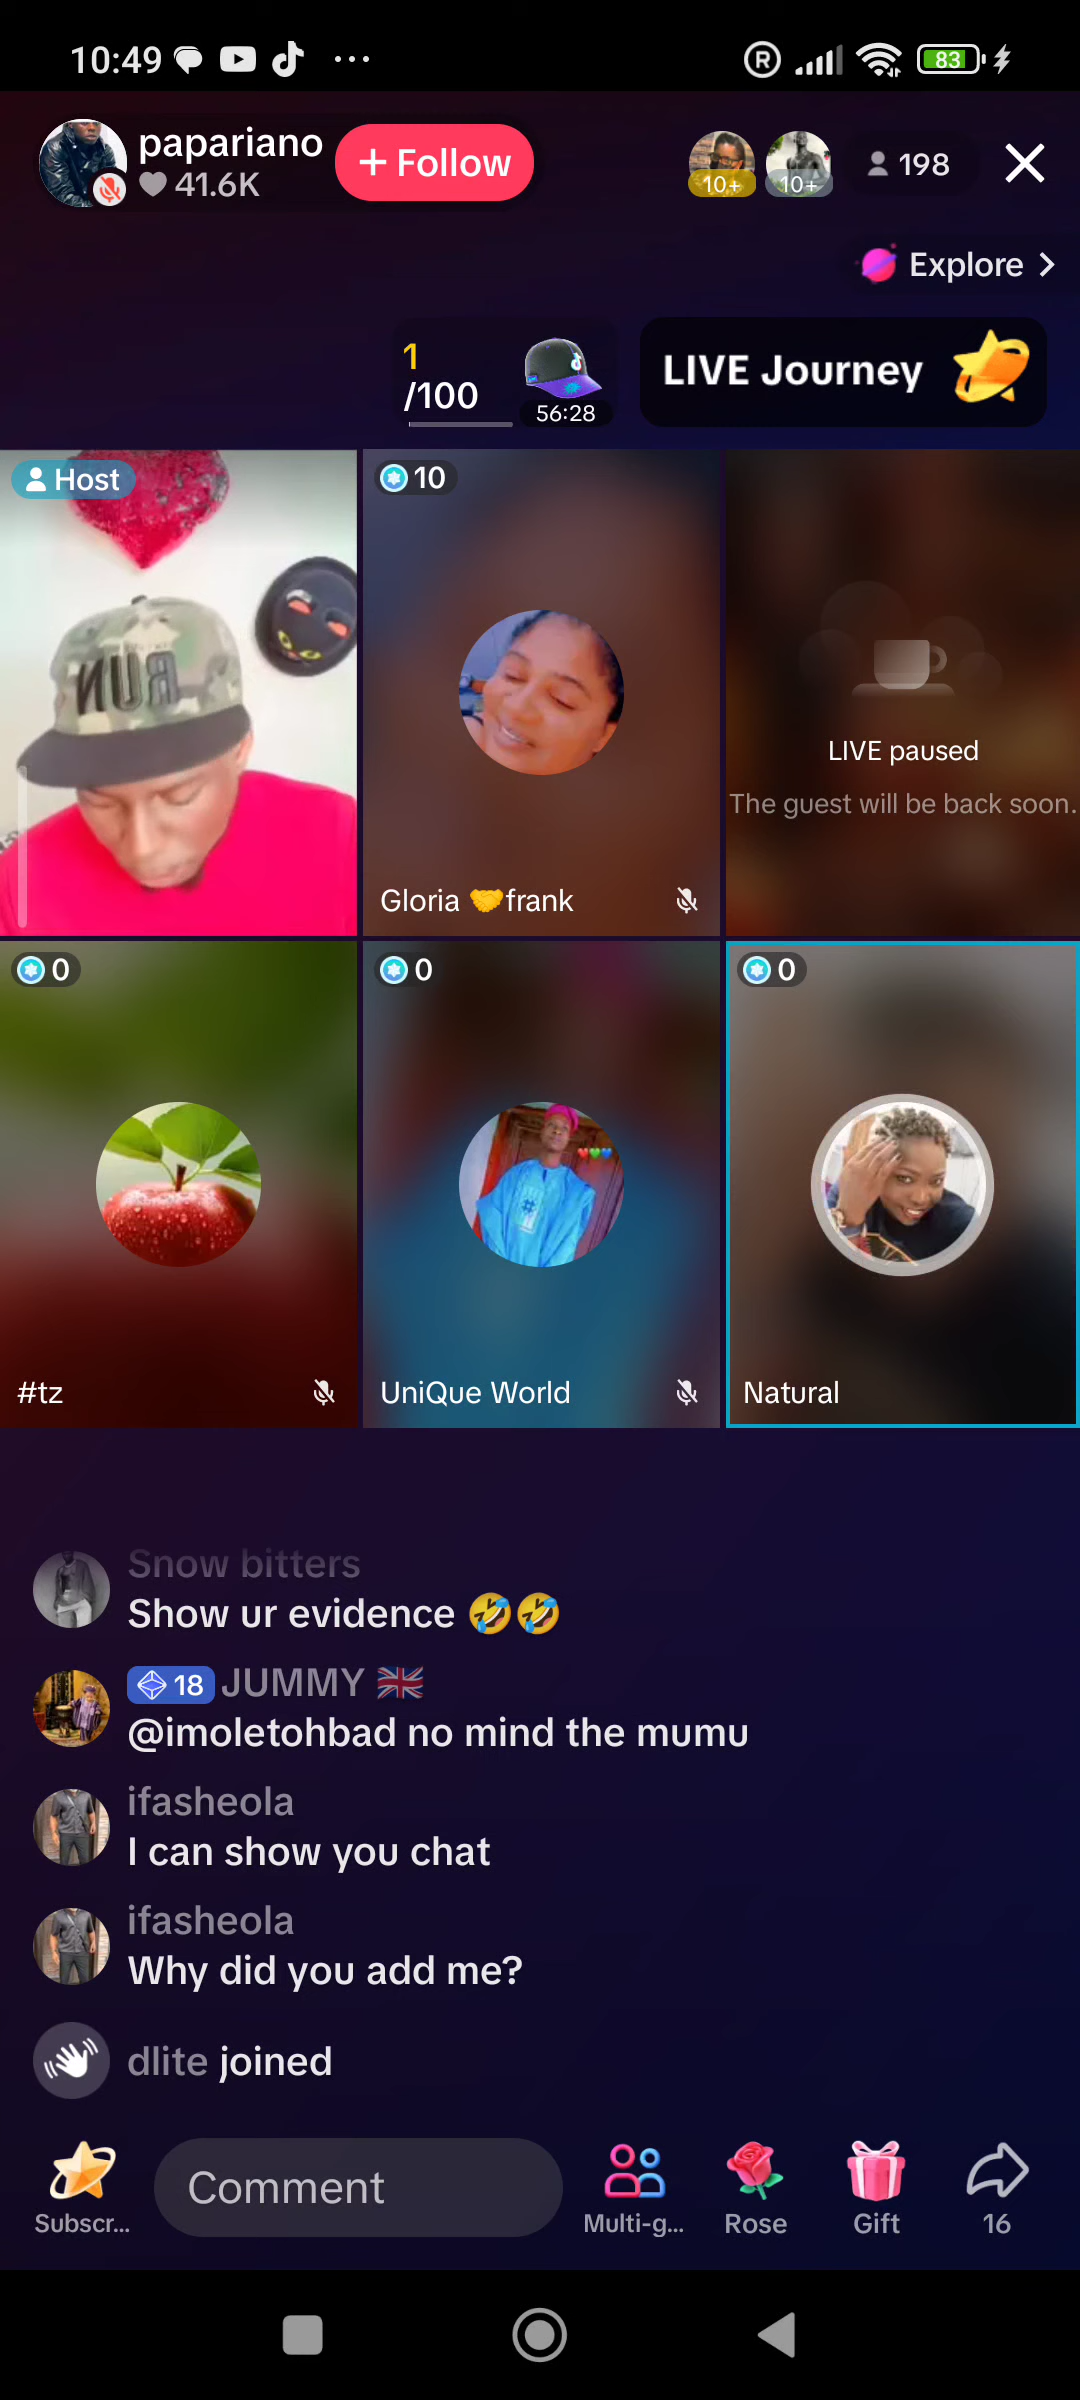 10:49
83
papariano
41.6K
+ Follow
10+
10+
198
Explore
1
/100
56:28
LIVE Journey
Host
10
RUN
LIVE paused
The guest will be back soon.
Gloria 🤝frank
0
0
0
#tz
UniQue World
Natural
Snow bitters
Show ur evidence 🤣🤣
18 JUMMY 🇬🇧
@imoletohbad no mind the mumu
ifasheola
I can show you chat
ifasheola
Why did you add me?
dlite joined
Subscr...
Comment
Multi-g...
Rose
Gift
16